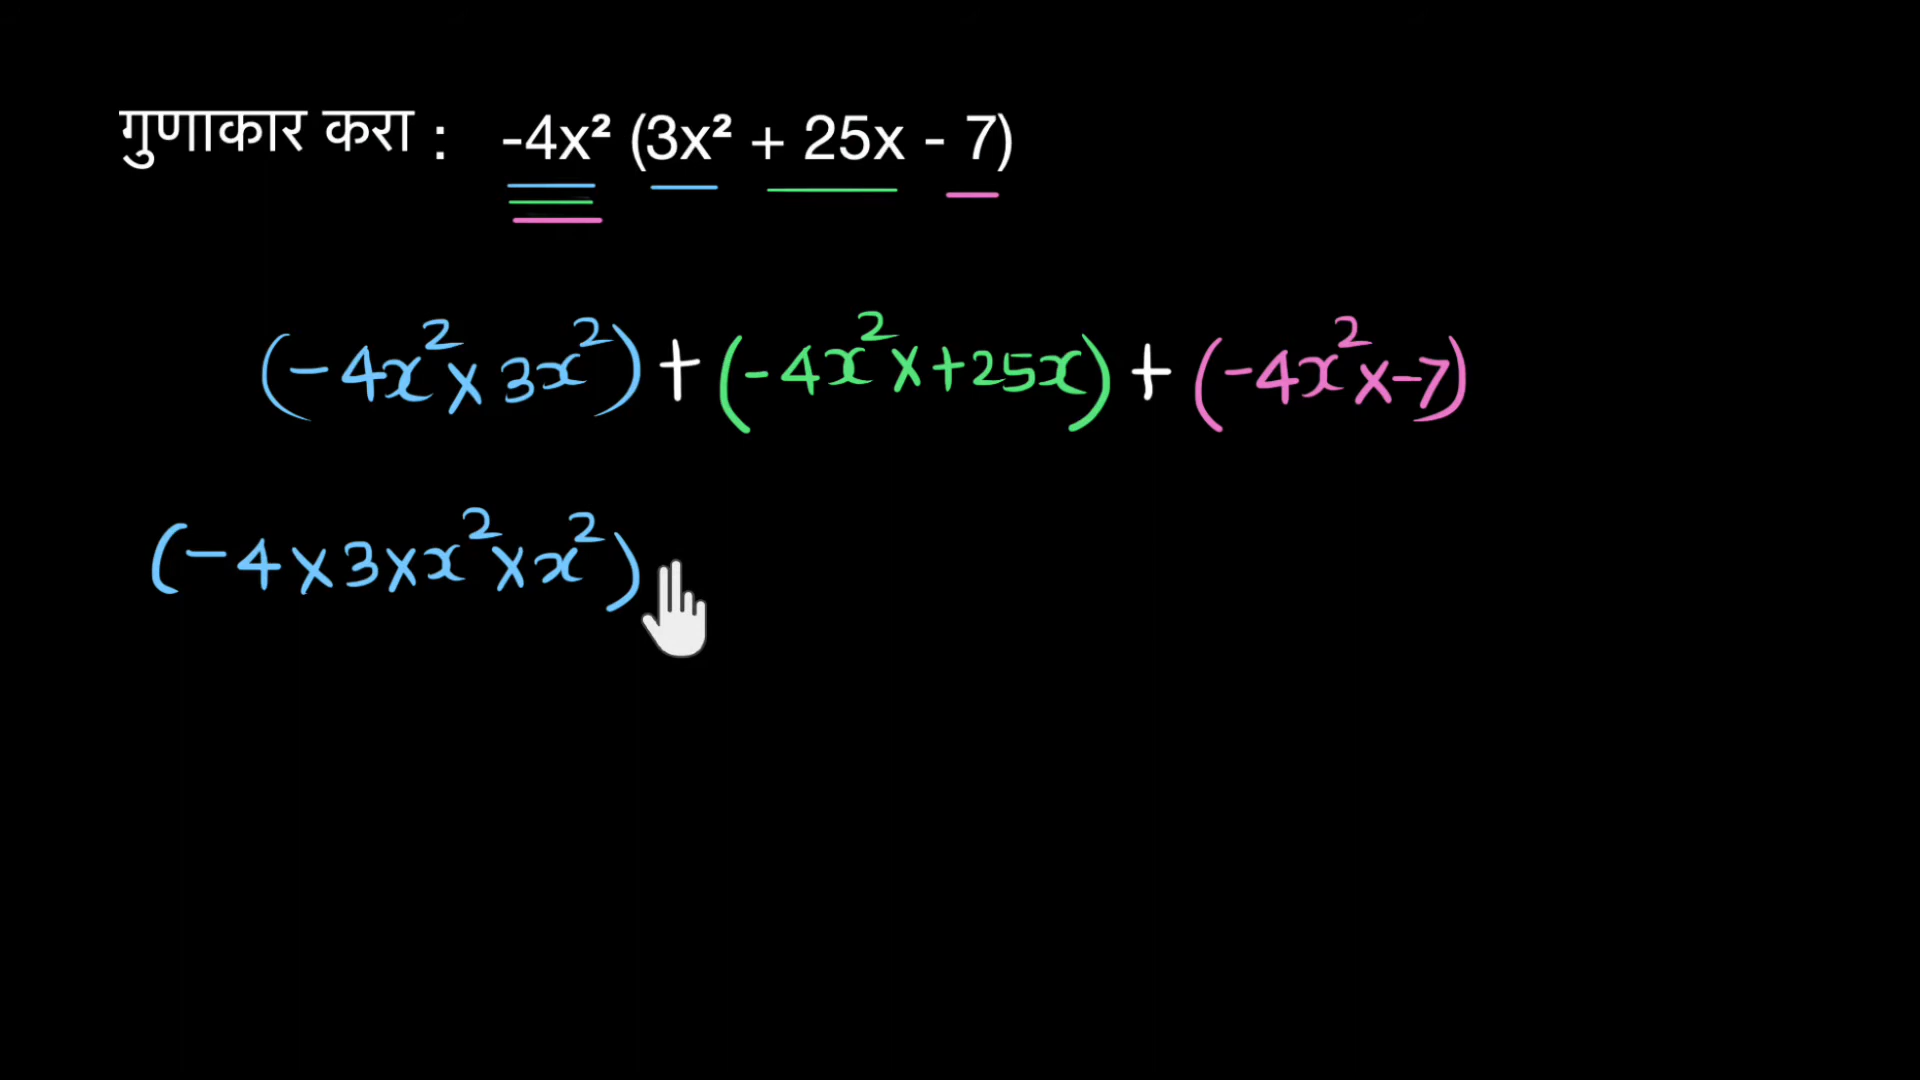 गुणाकार करा : -4x² (3x² + 25x - 7)
(-4x²×3x²)+(-4x²×+25x)+(-4x²×-7)
(-4×3×x²×x²)